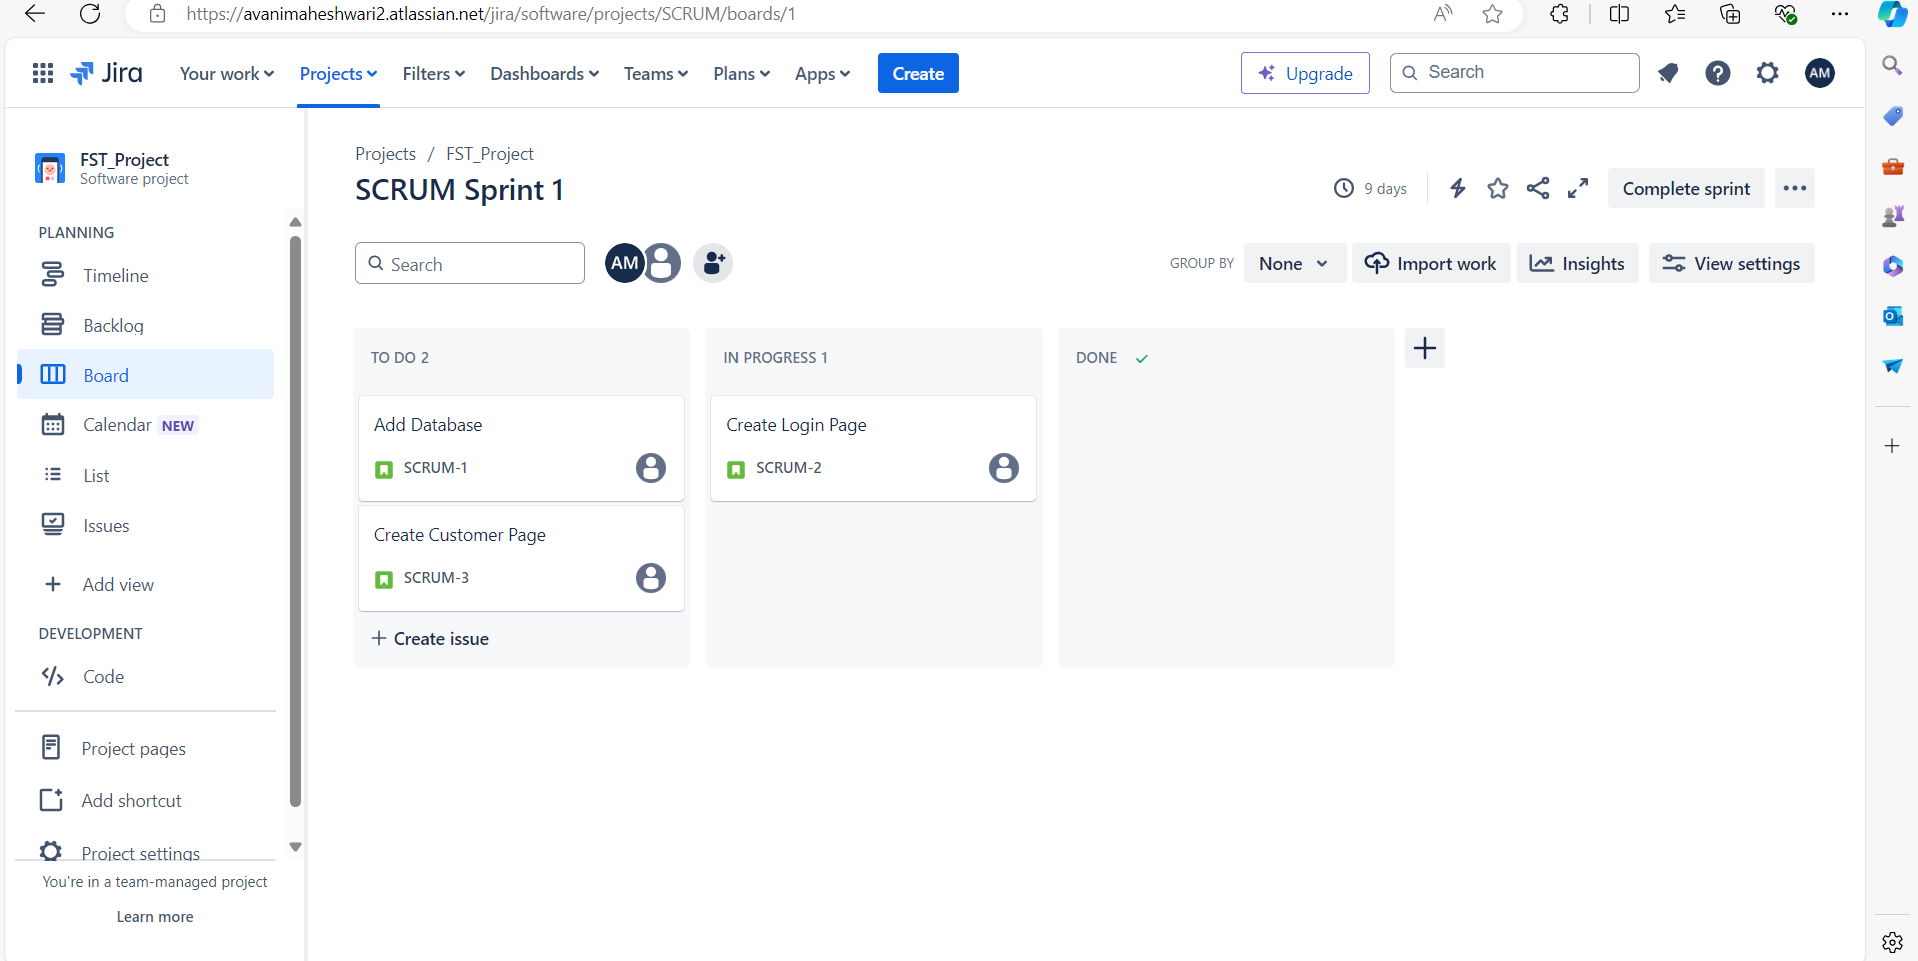 https://avanimaheshwari2.atlassian.net/jira/software/projects/SCRUM/boards/1
Jira
Your work
Projects
Filters
Dashboards
Teams
Plans
Apps
Create
Upgrade
Search
AM
FST_Project
Software project
PLANNING
Timeline
Backlog
Board
Calendar NEW
List
Issues
Add view
DEVELOPMENT
Code
Project pages
Add shortcut
Project settings
You're in a team-managed project
Learn more
Projects / FST_Project
SCRUM Sprint 1
9 days
Complete sprint
Search
AM
GROUP BY
None
Import work
Insights
View settings
TO DO 2
Add Database
SCRUM-1
Create Customer Page
SCRUM-3
Create issue
IN PROGRESS 1
Create Login Page
SCRUM-2
DONE